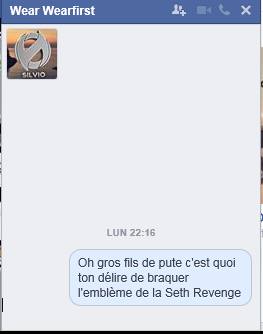 Wear Wearfirst
SILVIO
LUN 22:16
Oh gros fils de pute c'est quoi
ton délire de braquer
l'emblème de la Seth Revenge